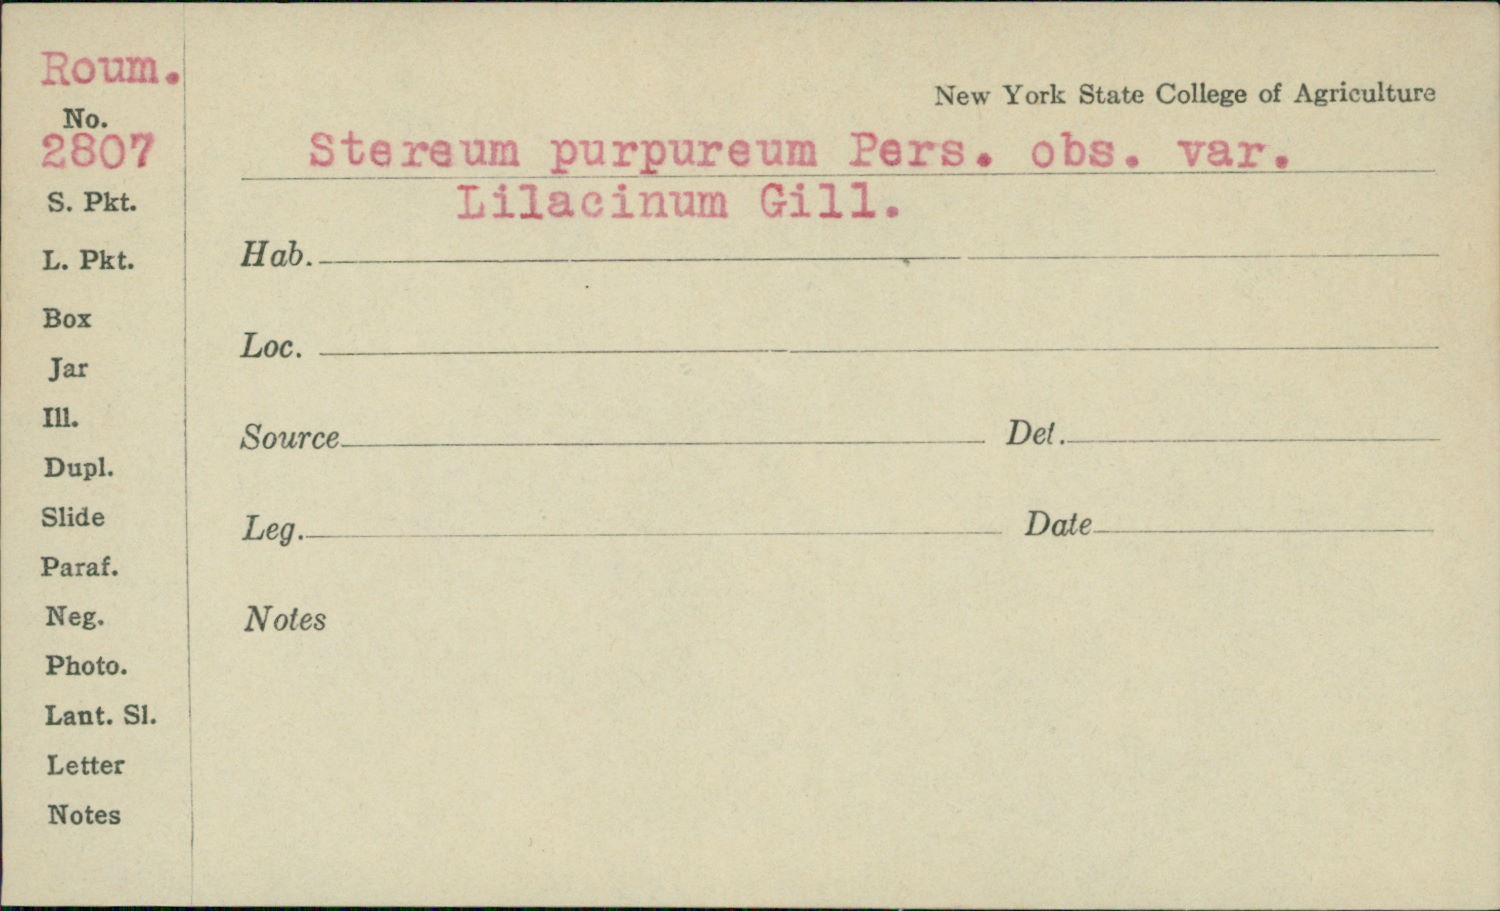 Roum.
No.
2807
S. Pkt.
L. Pkt.
Box
Jar
Ill.
Dupl.
Slide
Paraf.
Neg.
Photo.
Lant. Sl.
Letter
Notes
New York State College of Agriculture
Stereum purpureum Pers. obs. var.
Lilacinum Gill.
Hab.
Loc.
Source Det.
Leg. Date
Notes